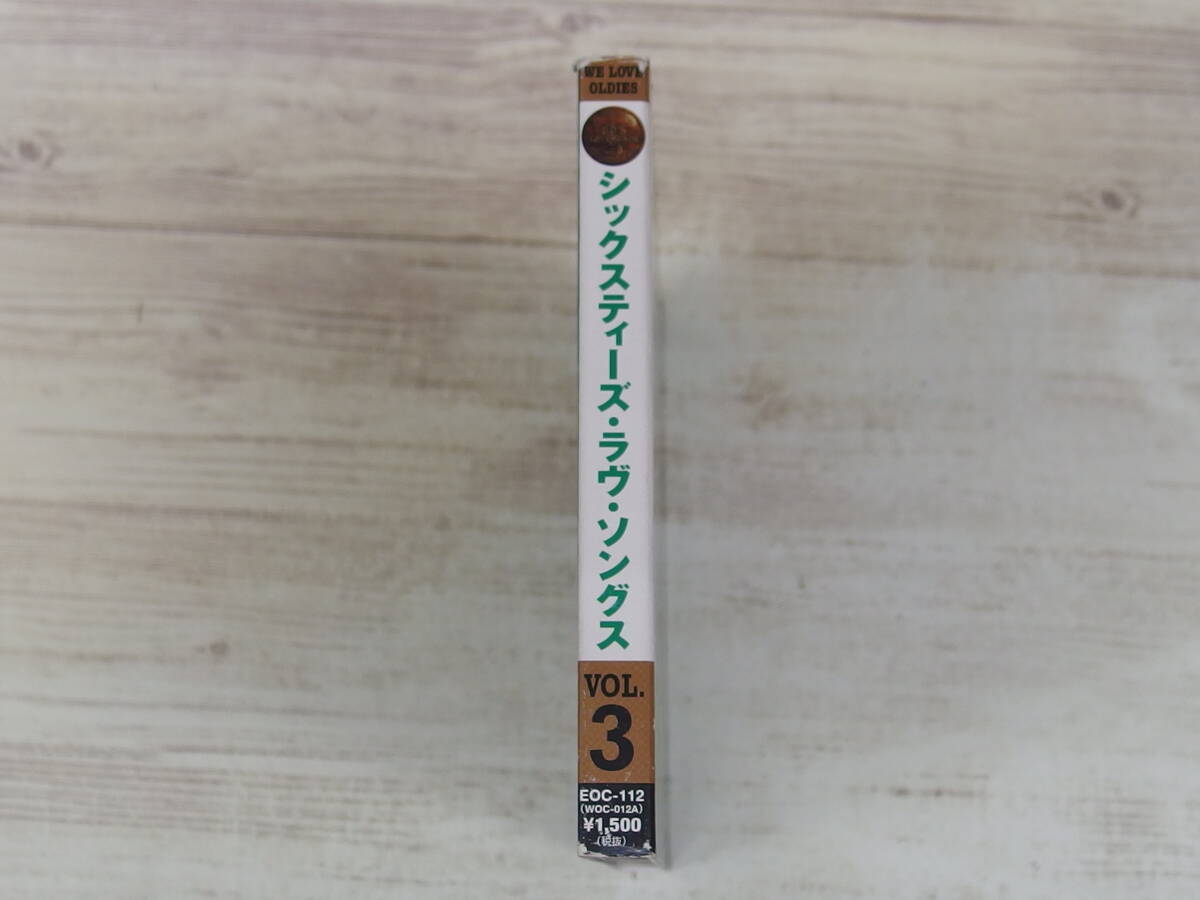 WE LOVE
OLDIES
シックスティーズ・ラヴ・ソングス
VOL.
3
EOC-112
(WOC-012A)
¥1,500
(税抜)